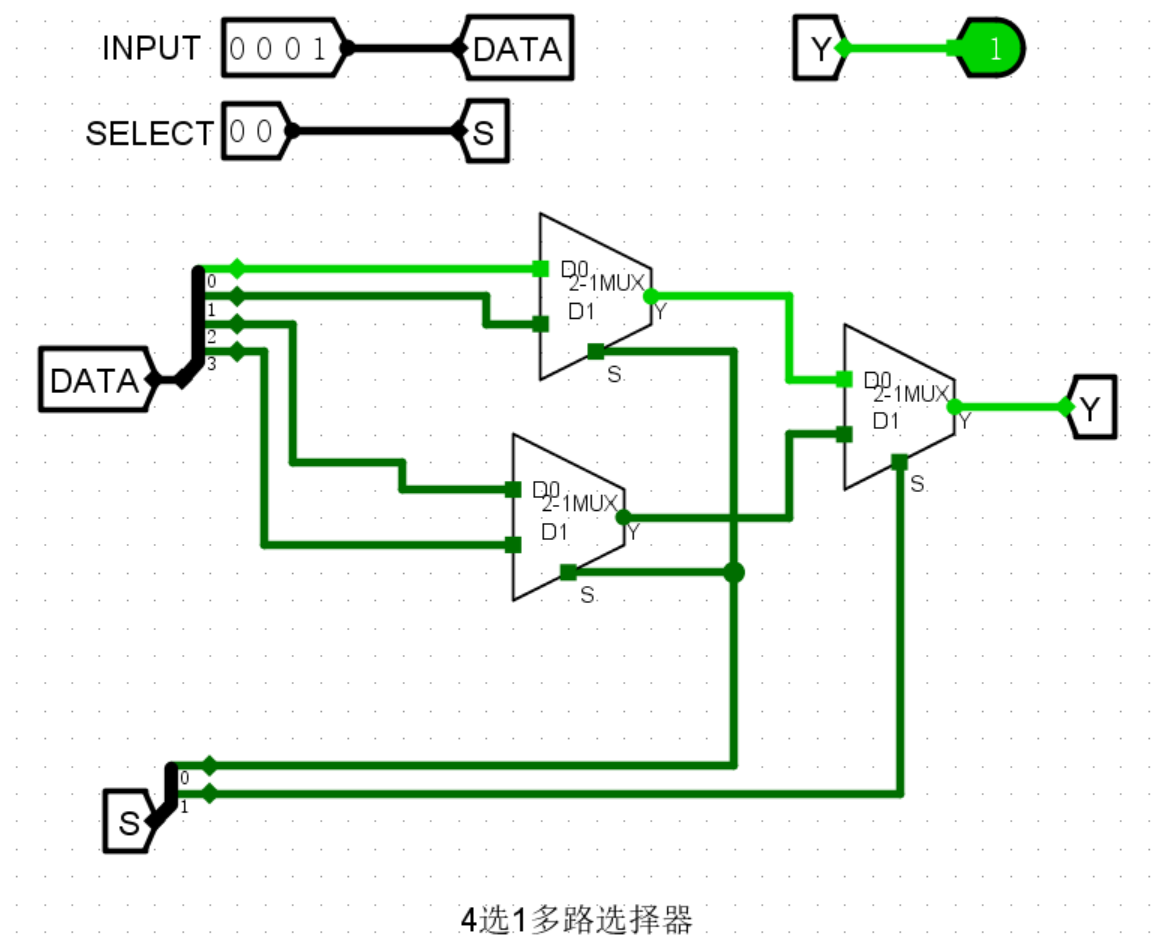 INPUT 0 0 0 1 DATA
Y 1
SELECT 0 0 S
D0
2-1MUX
D1
Y
S
0
1
2
3
DATA
D0
2-1MUX
D1
Y
S
Y
D0
2-1MUX
D1
Y
S
0
1
S
4选1多路选择器